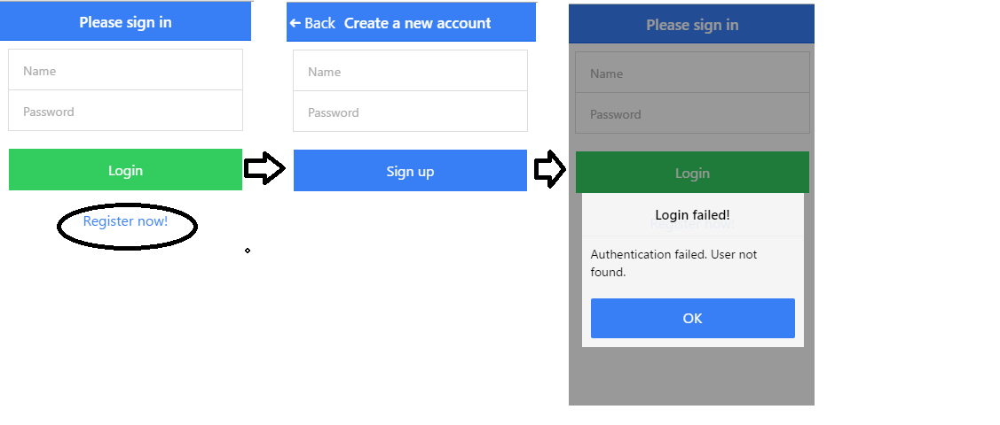 Please sign in
Name
Password
Login
Register now!
Back Create a new account
Name
Password
Sign up
Please sign in
Name
Password
Login
Login failed!
Register now!
Authentication failed. User not
found.
OK